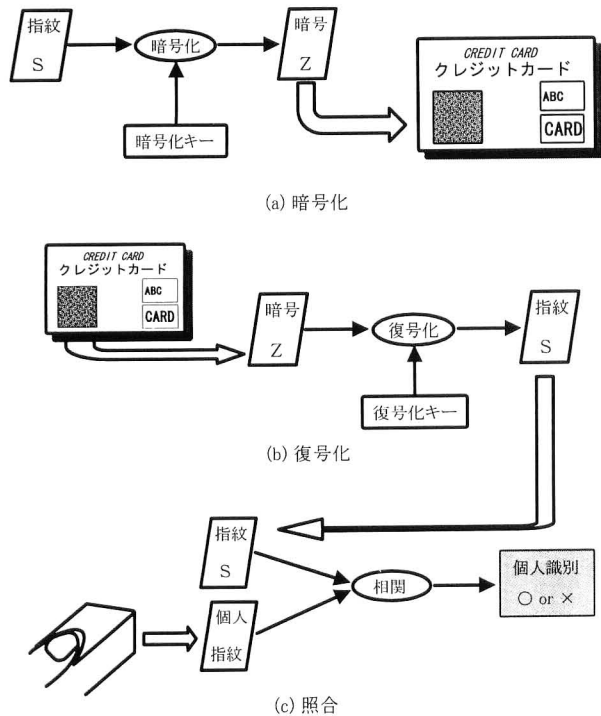 指紋
S
暗号化
暗号
Z
暗号化キー
CREDIT CARD
クレジットカード
ABC
CARD
(a) 暗号化
CREDIT CARD
クレジットカード
ABC
CARD
暗号
Z
復号化
指紋
S
復号化キー
(b) 復号化
指紋
S
相関
個人識別
○ or ×
個人
指紋
(c) 照合